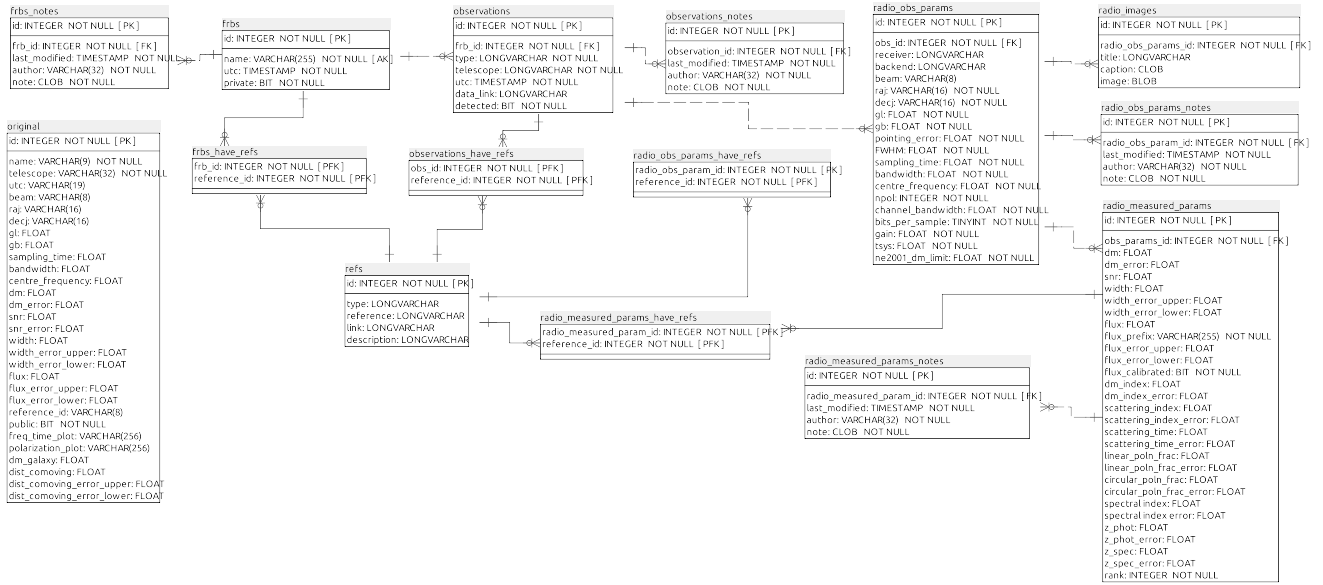 frbs_notes
id: INTEGER NOT NULL [PK]
frb_id: INTEGER NOT NULL [FK]
last_modified: TIMESTAMP NOT NULL
author: VARCHAR(32) NOT NULL
note: CLOB NOT NULL
frbs
id: INTEGER NOT NULL [PK]
name: VARCHAR(255) NOT NULL [AK]
utc: TIMESTAMP NOT NULL
private: BIT NOT NULL
observations
id: INTEGER NOT NULL [PK]
frb_id: INTEGER NOT NULL [FK]
type: LONGVARCHAR NOT NULL
telescope: LONGVARCHAR NOT NULL
utc: TIMESTAMP NOT NULL
data_link: LONGVARCHAR
detected: BIT NOT NULL
observations_notes
id: INTEGER NOT NULL [PK]
observation_id: INTEGER NOT NULL [FK]
last_modified: TIMESTAMP NOT NULL
author: VARCHAR(32) NOT NULL
note: CLOB NOT NULL
radio_obs_params
id: INTEGER NOT NULL [PK]
obs_id: INTEGER NOT NULL [FK]
receiver: LONGVARCHAR
backend: LONGVARCHAR
beam: VARCHAR(8)
raj: VARCHAR(16) NOT NULL
decj: VARCHAR(16) NOT NULL
gl: FLOAT NOT NULL
gb: FLOAT NOT NULL
pointing_error: FLOAT NOT NULL
FWHM: FLOAT NOT NULL
sampling_time: FLOAT NOT NULL
bandwidth: FLOAT NOT NULL
centre_frequency: FLOAT NOT NULL
npol: INTEGER NOT NULL
channel_bandwidth: FLOAT NOT NULL
bits_per_sample: TINYINT NOT NULL
gain: FLOAT NOT NULL
tsys: FLOAT NOT NULL
ne2001_dm_limit: FLOAT NOT NULL
radio_images
id: INTEGER NOT NULL [PK]
radio_obs_params_id: INTEGER NOT NULL [FK]
title: LONGVARCHAR
caption: CLOB
image: BLOB
radio_obs_params_notes
id: INTEGER NOT NULL [PK]
radio_obs_param_id: INTEGER NOT NULL [FK]
last_modified: TIMESTAMP NOT NULL
author: VARCHAR(32) NOT NULL
note: CLOB NOT NULL
original
id: INTEGER NOT NULL [PK]
name: VARCHAR(9) NOT NULL
telescope: VARCHAR(32) NOT NULL
utc: VARCHAR(19)
beam: VARCHAR(8)
raj: VARCHAR(16)
decj: VARCHAR(16)
gl: FLOAT
gb: FLOAT
sampling_time: FLOAT
bandwidth: FLOAT
centre_frequency: FLOAT
dm: FLOAT
dm_error: FLOAT
snr: FLOAT
snr_error: FLOAT
width: FLOAT
width_error_upper: FLOAT
width_error_lower: FLOAT
flux: FLOAT
flux_error_upper: FLOAT
flux_error_lower: FLOAT
reference_id: VARCHAR(8)
public: BIT NOT NULL
freq_time_plot: VARCHAR(256)
polarization_plot: VARCHAR(256)
dm_galaxy: FLOAT
dist_comoving: FLOAT
dist_comoving_error_upper: FLOAT
dist_comoving_error_lower: FLOAT
frbs_have_refs
frb_id: INTEGER NOT NULL [PFK]
reference_id: INTEGER NOT NULL [PFK]
observations_have_refs
obs_id: INTEGER NOT NULL [PFK]
reference_id: INTEGER NOT NULL [PFK]
radio_obs_params_have_refs
radio_obs_param_id: INTEGER NOT NULL [PFK]
reference_id: INTEGER NOT NULL [PFK]
refs
id: INTEGER NOT NULL [PK]
type: LONGVARCHAR
reference: LONGVARCHAR
link: LONGVARCHAR
description: LONGVARCHAR
radio_measured_params_have_refs
radio_measured_param_id: INTEGER NOT NULL [PFK]
reference_id: INTEGER NOT NULL [PFK]
radio_measured_params_notes
id: INTEGER NOT NULL [PK]
radio_measured_param_id: INTEGER NOT NULL [FK]
last_modified: TIMESTAMP NOT NULL
author: VARCHAR(32) NOT NULL
note: CLOB NOT NULL
radio_measured_params
id: INTEGER NOT NULL [PK]
obs_params_id: INTEGER NOT NULL [FK]
dm: FLOAT
dm_error: FLOAT
snr: FLOAT
width: FLOAT
width_error_upper: FLOAT
width_error_lower: FLOAT
flux: FLOAT
flux_prefix: VARCHAR(255) NOT NULL
flux_error_upper: FLOAT
flux_error_lower: FLOAT
flux_calibrated: BIT NOT NULL
dm_index: FLOAT
dm_index_error: FLOAT
scattering_index: FLOAT
scattering_index_error: FLOAT
scattering_time: FLOAT
scattering_time_error: FLOAT
linear_poln_frac: FLOAT
linear_poln_frac_error: FLOAT
circular_poln_frac: FLOAT
circular_poln_frac_error: FLOAT
spectral index: FLOAT
spectral index error: FLOAT
z_phot: FLOAT
z_phot_error: FLOAT
z_spec: FLOAT
z_spec_error: FLOAT
rank: INTEGER NOT NULL